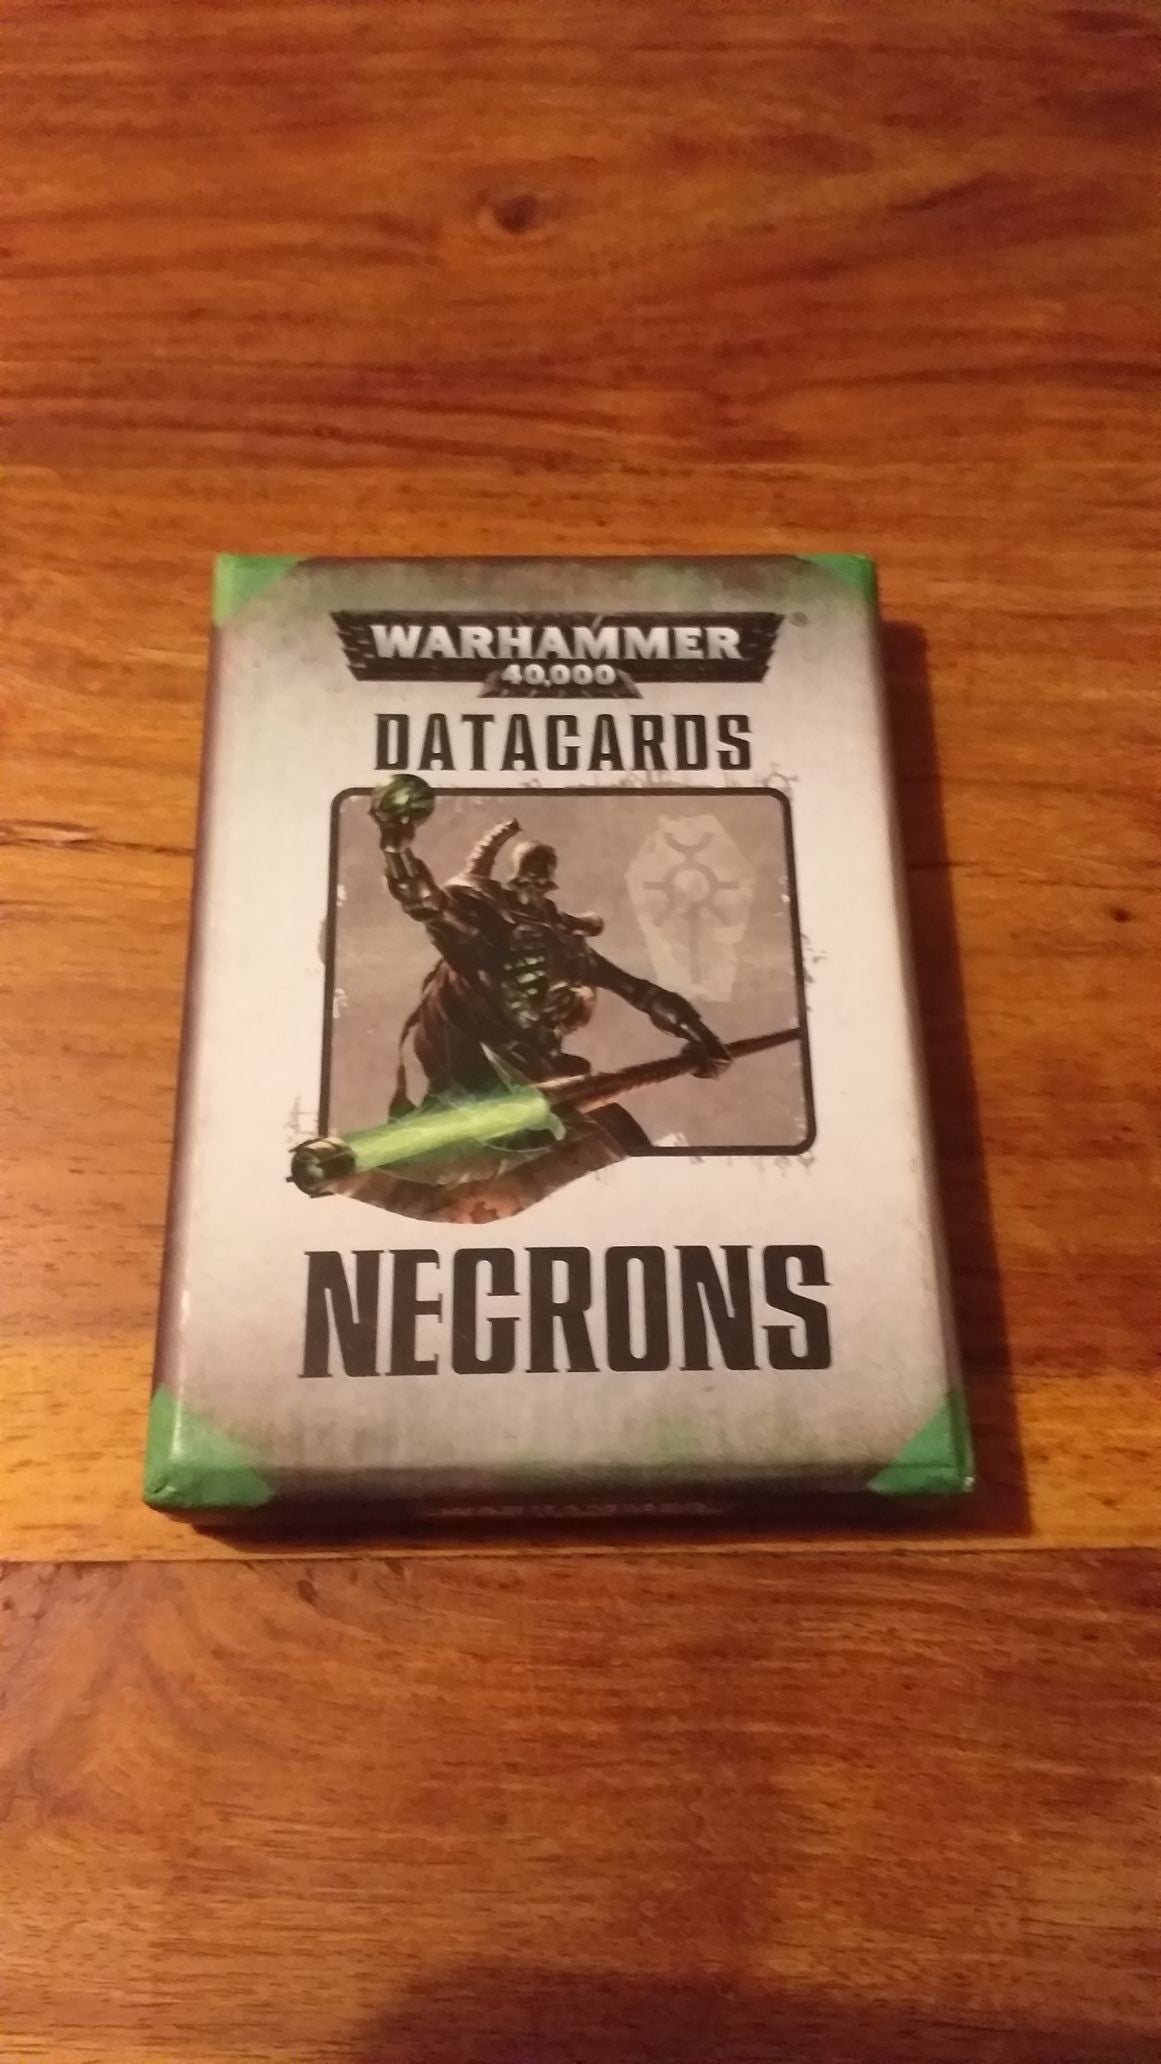 WARHAMMER
40,000
DATACARDS
NECRONS